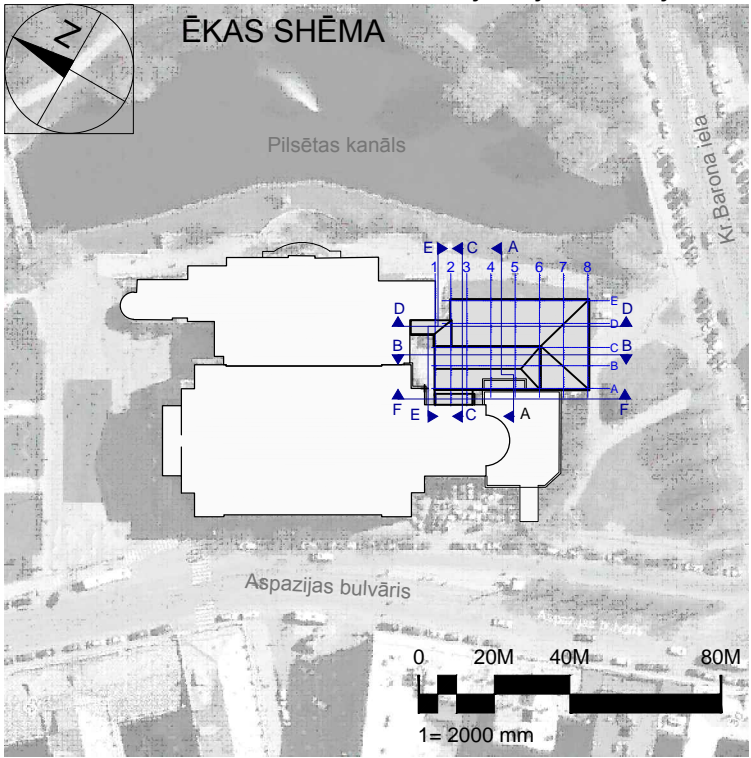 N
ĒKAS SHĒMA
Pilsētas kanāls
Kr.Barona iela
E C A
1 2 3 4 5 6 7 8
E
D D D
C
B B B
A
F F
E C A
Aspazijas bulvāris
0 20M 40M 80M
1= 2000 mm